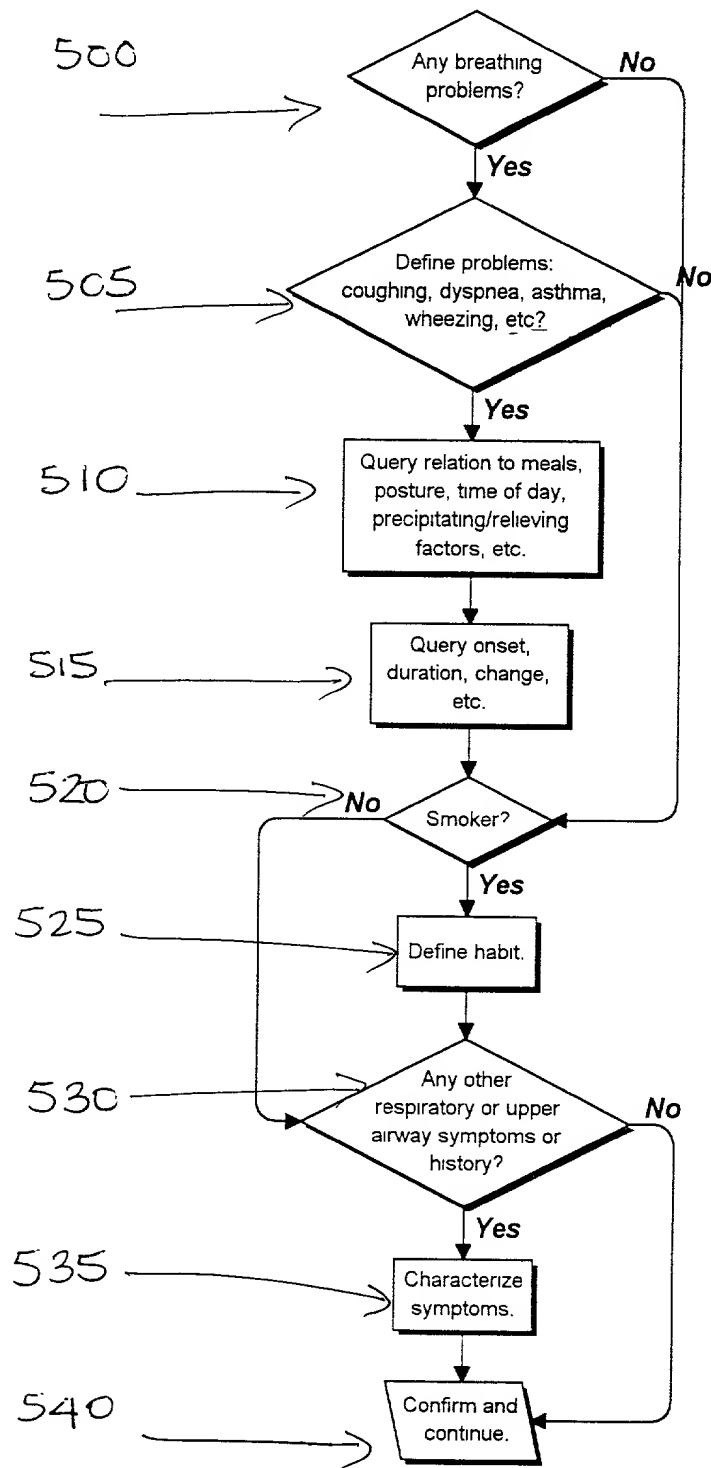 500
Any breathing
problems?
No
Yes
505
Define problems:
coughing, dyspnea, asthma,
wheezing, etc?
No
Yes
510
Query relation to meals,
posture, time of day,
precipitating/relieving
factors, etc.
515
Query onset,
duration, change,
etc.
520
No
Smoker?
Yes
525
Define habit.
530
Any other
respiratory or upper
airway symptoms or
history?
No
Yes
535
Characterize
symptoms.
540
Confirm and
continue.